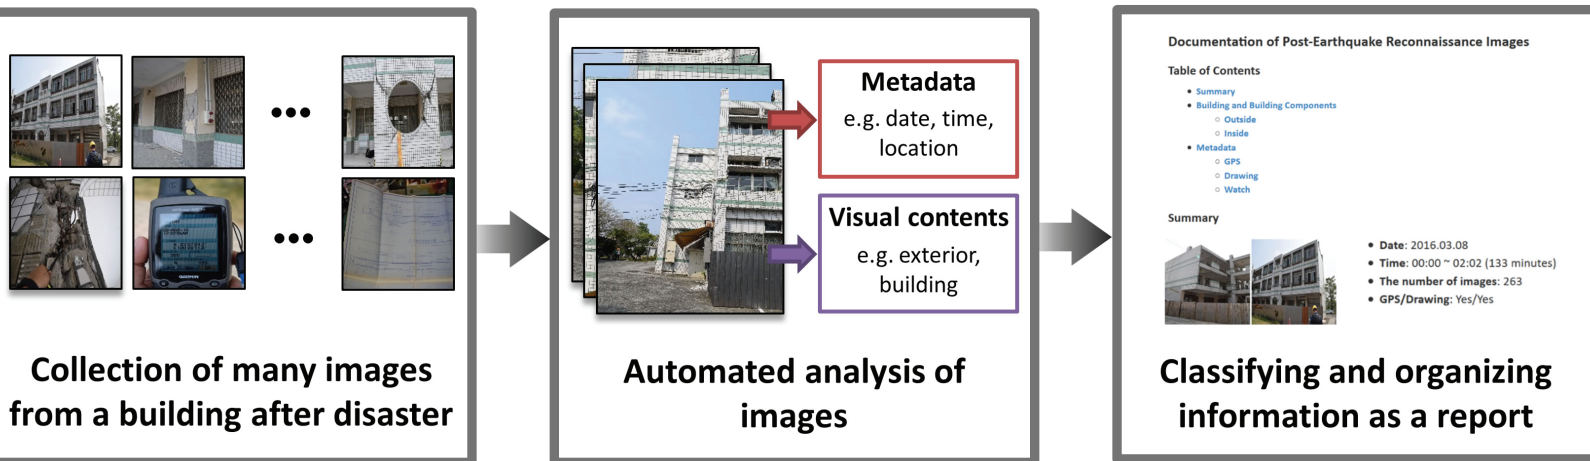 Collection of many images
from a building after disaster
GARMIN
Metadada
e.g. date, time,
location
Visual contents
e.g. exterior,
building
Automated analysis of
images
Documentation of Post-Earthquake Reconnaissance Images
Table of Contents
• Summary
• Building and Building Components
○ Outside
○ Inside
• Metadata
○ GPS
○ Drawing
○ Watch
Summary
• Date: 2016.03.08
• Time: 00:00 ~ 02:02 (133 minutes)
• The number of images: 263
• GPS/Drawing: Yes/Yes
Classifying and organizing
information as a report